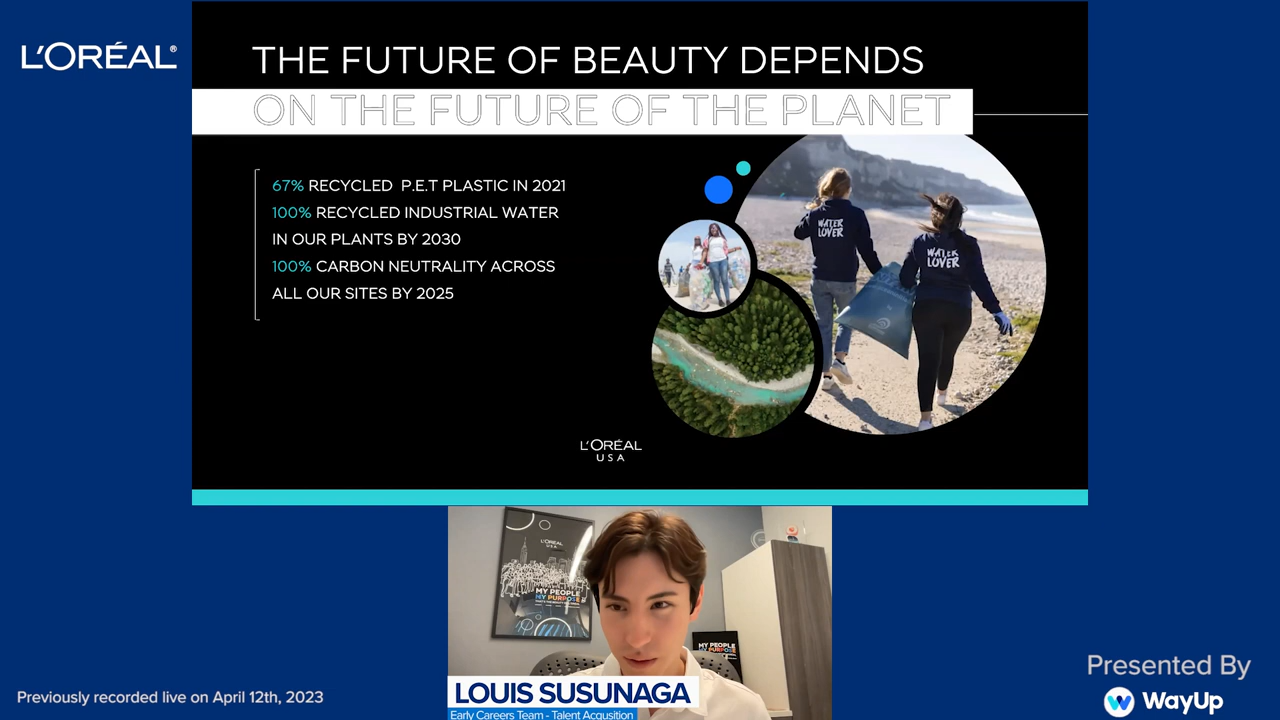 L'ORÉAL®
THE FUTURE OF BEAUTY DEPENDS
ON THE FUTURE OF THE PLANET
67% RECYCLED P.E.T PLASTIC IN 2021
100% RECYCLED INDUSTRIAL WATER
IN OUR PLANTS BY 2030
100% CARBON NEUTRALITY ACROSS
ALL OUR SITES BY 2025
WATER
LOVER
WATER
LOVER
L'ORÉAL
USA
L'ORÉAL
USA
MY PEOPLE
MY PURPOSE
MY PEOPLE
MY PURPOSE
LOUIS SUSUNAGA
Early Careers Team - Talent Acqusition
Previously recorded live on April 12th, 2023
Presented By
WayUp